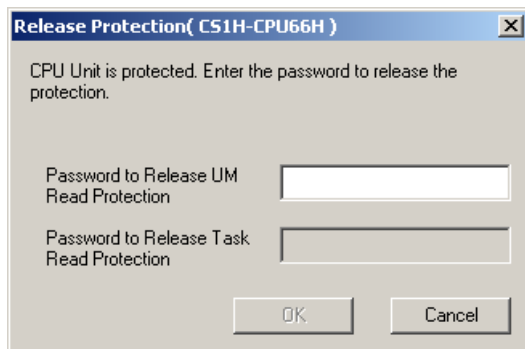 Release Protection( CS1H-CPU66H )
CPU Unit is protected. Enter the password to release the
protection.
Password to Release UM
Read Protection
Password to Release Task
Read Protection
OK
Cancel